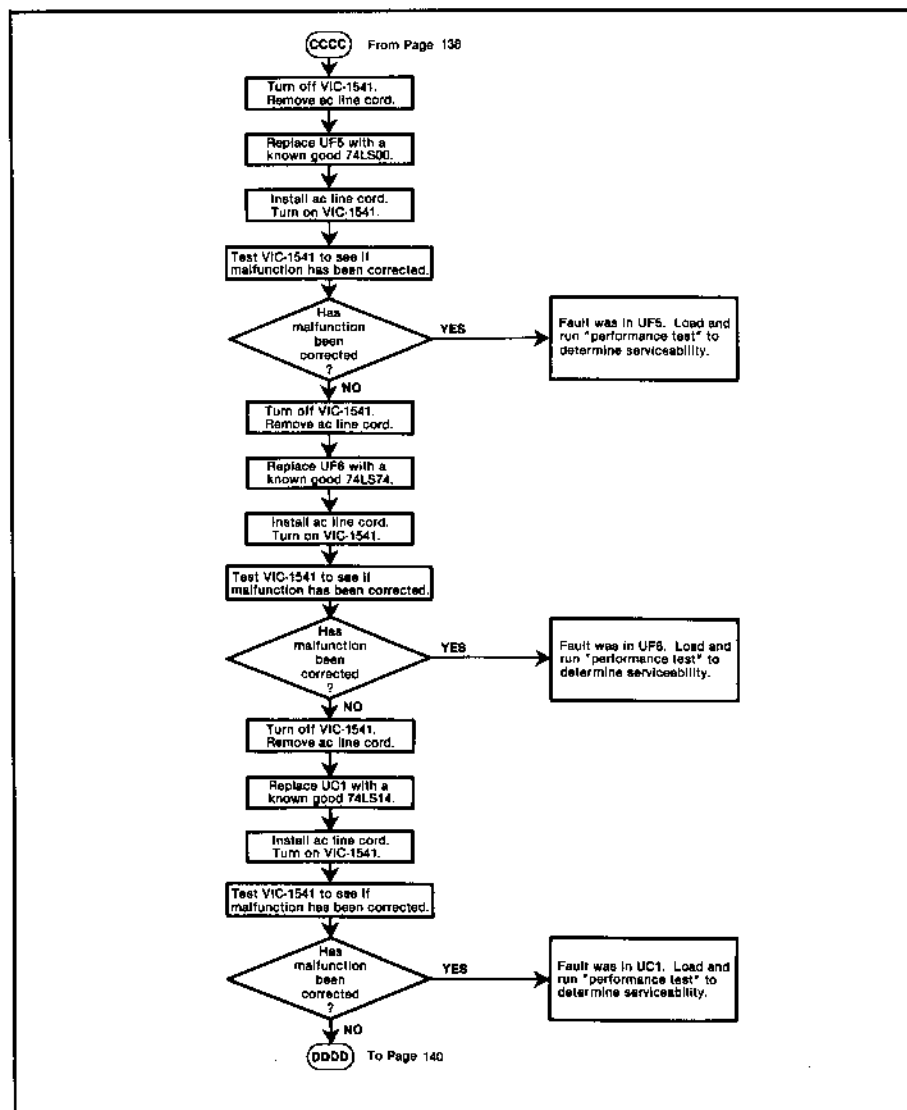 CCCC From Page 138
Turn off VIC-1541.
Remove ac line cord.
Replace UF5 with a
known good 74LS00.
Install ac line cord.
Turn on VIC-1541.
Test VIC-1541 to see if
malfunction has been corrected.
Has
malfunction
been
corrected
?
YES
Fault was in UF5. Load and
run "performance test" to
determine serviceability.
NO
Turn off VIC-1541.
Remove ac line cord.
Replace UF6 with a
known good 74LS74.
Install ac line cord.
Turn on VIC-1541.
Test VIC-1541 to see if
malfunction has been corrected.
Has
malfunction
been
corrected
?
YES
Fault was in UF6. Load and
run "performance test" to
determine serviceability.
NO
Turn off VIC-1541.
Remove ac line cord.
Replace UC1 with a
known good 74LS14.
Install ac line cord.
Turn on VIC-1541.
Test VIC-1541 to see if
malfunction has been corrected.
Has
malfunction
been
corrected
?
YES
Fault was in UC1. Load and
run "performance test" to
determine serviceability.
NO
DDDD To Page 140